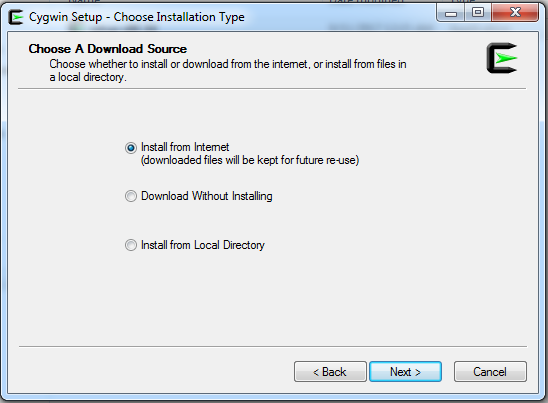 Cygwin Setup - Choose Installation Type
Choose A Download Source
Choose whether to install or download from the internet, or install from files in
a local directory.
Install from Internet
(downloaded files will be kept for future re-use)
Download Without Installing
Install from Local Directory
< Back
Next >
Cancel